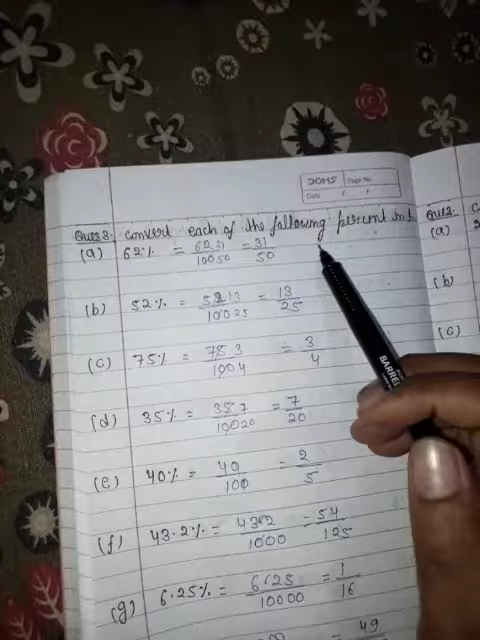 DOMS Page No.
Date / /
Ques3. convert each of the following percent in
(a) 62% = 62 31 / 100 50 = 31/50
(b) 52% = 52 13 / 100 25 = 13/25
(c) 75% = 75 3 / 100 4 = 3/4
(d) 35% = 35 7 / 100 20 = 7/20
(e) 40% = 40/100 = 2/5
(f) 43.2% = 432/1000 = 54/125
(g) 6.25% = 625/10000 = 1/16
49
Ques.
(a)
(b)
(c)
BARREL